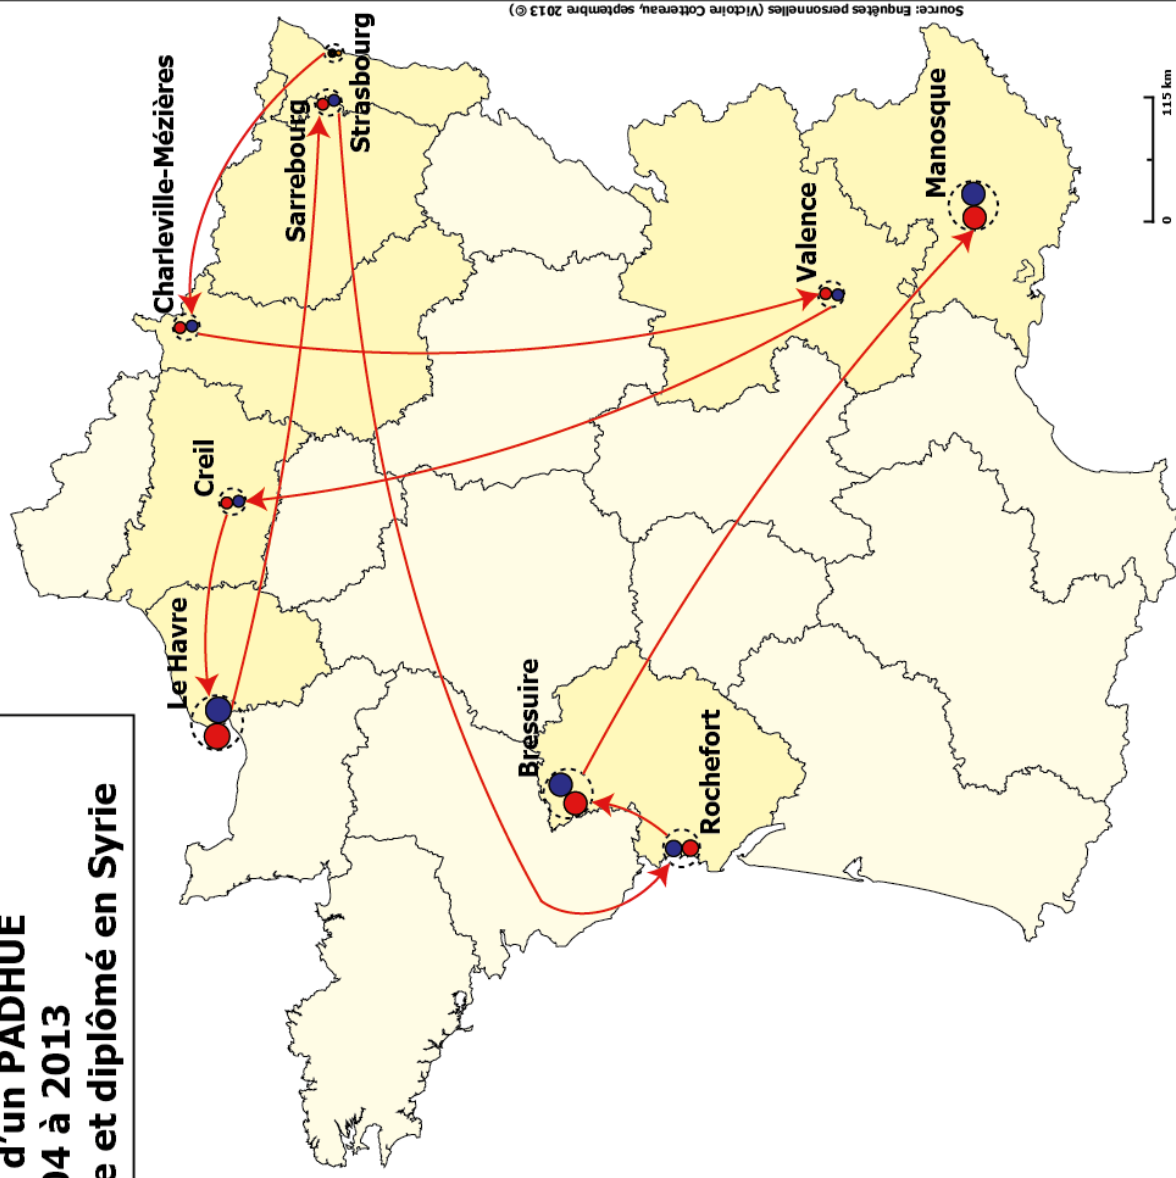 d'un PADHUE
04 à 2013
e et diplômé en Syrie
Charleville-Mézières
Strasbourg
Sarrebourg
Creil
Le Havre
Valence
Manosque
Bressuire
Rochefort
0 115 km
Source: Enquêtes personnelles (Victoire Cottereau, septembre 2013 ©)